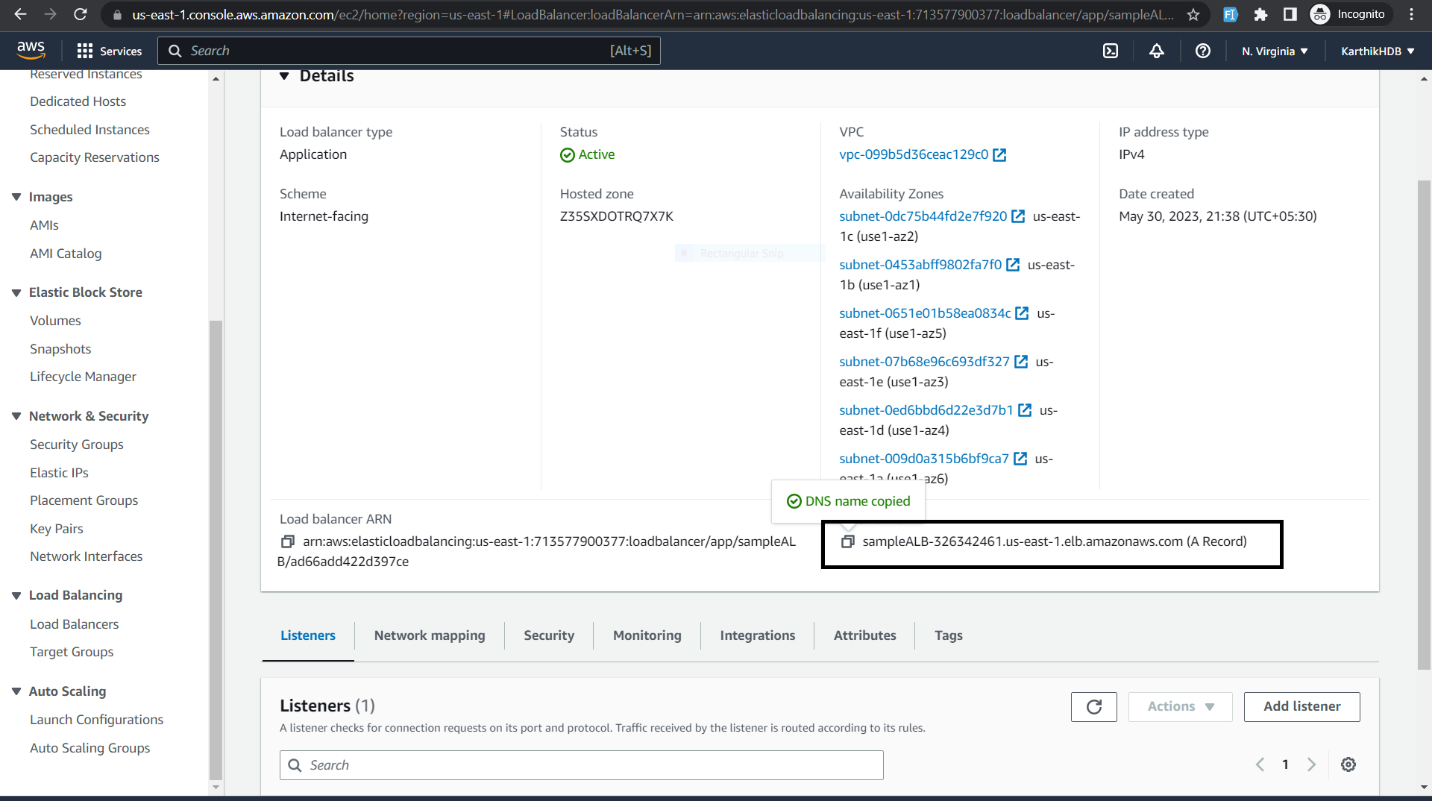 us-east-1.console.aws.amazon.com/ec2/home?region=us-east-1#LoadBalancer:loadBalancerArn=arn:aws:elasticloadbalancing:us-east-1:713577900377:loadbalancer/app/sampleAL...
Incognito
aws
Services
Search
[Alt+S]
N. Virginia
KarthikHDB
Reserved Instances
Dedicated Hosts
Scheduled Instances
Capacity Reservations
Images
AMIs
AMI Catalog
Elastic Block Store
Volumes
Snapshots
Lifecycle Manager
Network & Security
Security Groups
Elastic IPs
Placement Groups
Key Pairs
Network Interfaces
Load Balancing
Load Balancers
Target Groups
Auto Scaling
Launch Configurations
Auto Scaling Groups
Details
Load balancer type
Application
Scheme
Internet-facing
Status
Active
Hosted zone
Z35SXDOTRQ7X7K
Rectangular Snip
VPC
vpc-099b5d36ceac129c0
Availability Zones
subnet-0dc75b44fd2e7f920 us-east-
1c (use1-az2)
subnet-0453abff9802fa7f0 us-east-
1b (use1-az1)
subnet-0651e01b58ea0834c us-
east-1f (use1-az5)
subnet-07b68e96c693df327 us-
east-1e (use1-az3)
subnet-0ed6bbd6d22e3d7b1 us-
east-1d (use1-az4)
subnet-009d0a315b6bf9ca7 us-
east-1a (use1-az6)
IP address type
IPv4
Date created
May 30, 2023, 21:38 (UTC+05:30)
Load balancer ARN
arn:aws:elasticloadbalancing:us-east-1:713577900377:loadbalancer/app/sampleAL
B/ad66add422d397ce
DNS name copied
sampleALB-326342461.us-east-1.elb.amazonaws.com (A Record)
Listeners
Network mapping
Security
Monitoring
Integrations
Attributes
Tags
Listeners (1)
A listener checks for connection requests on its port and protocol. Traffic received by the listener is routed according to its rules.
Actions
Add listener
Search
1